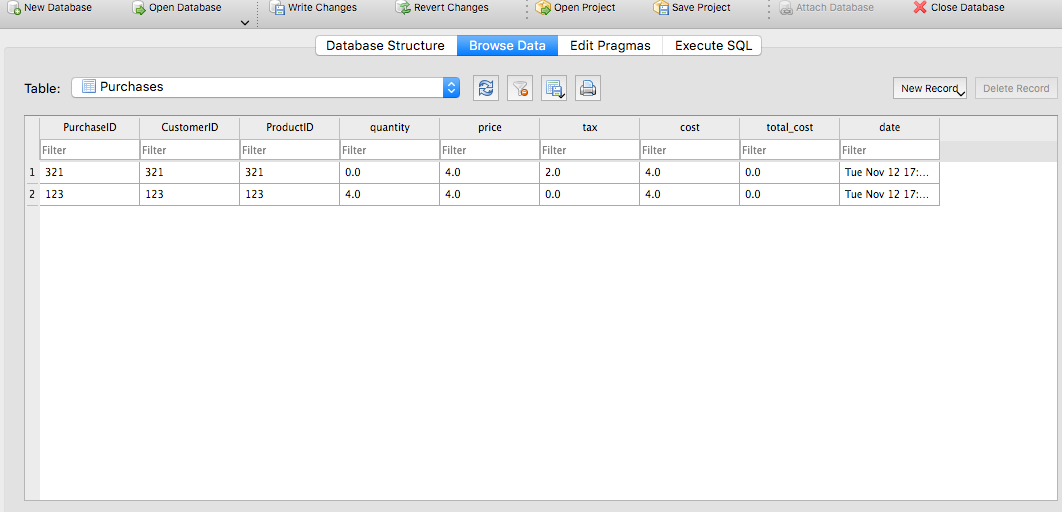 New Database Open Database Write Changes Revert Changes Open Project Save Project Attach Database Close Database
Database Structure Browse Data Edit Pragmas Execute SQL
Table: Purchases New Record Delete Record
PurchaseID CustomerID ProductID quantity price tax cost total_cost date
Filter Filter Filter Filter Filter Filter Filter Filter Filter
1 321 321 321 0.0 4.0 2.0 4.0 0.0 Tue Nov 12 17:...
2 123 123 123 4.0 4.0 0.0 4.0 0.0 Tue Nov 12 17:...